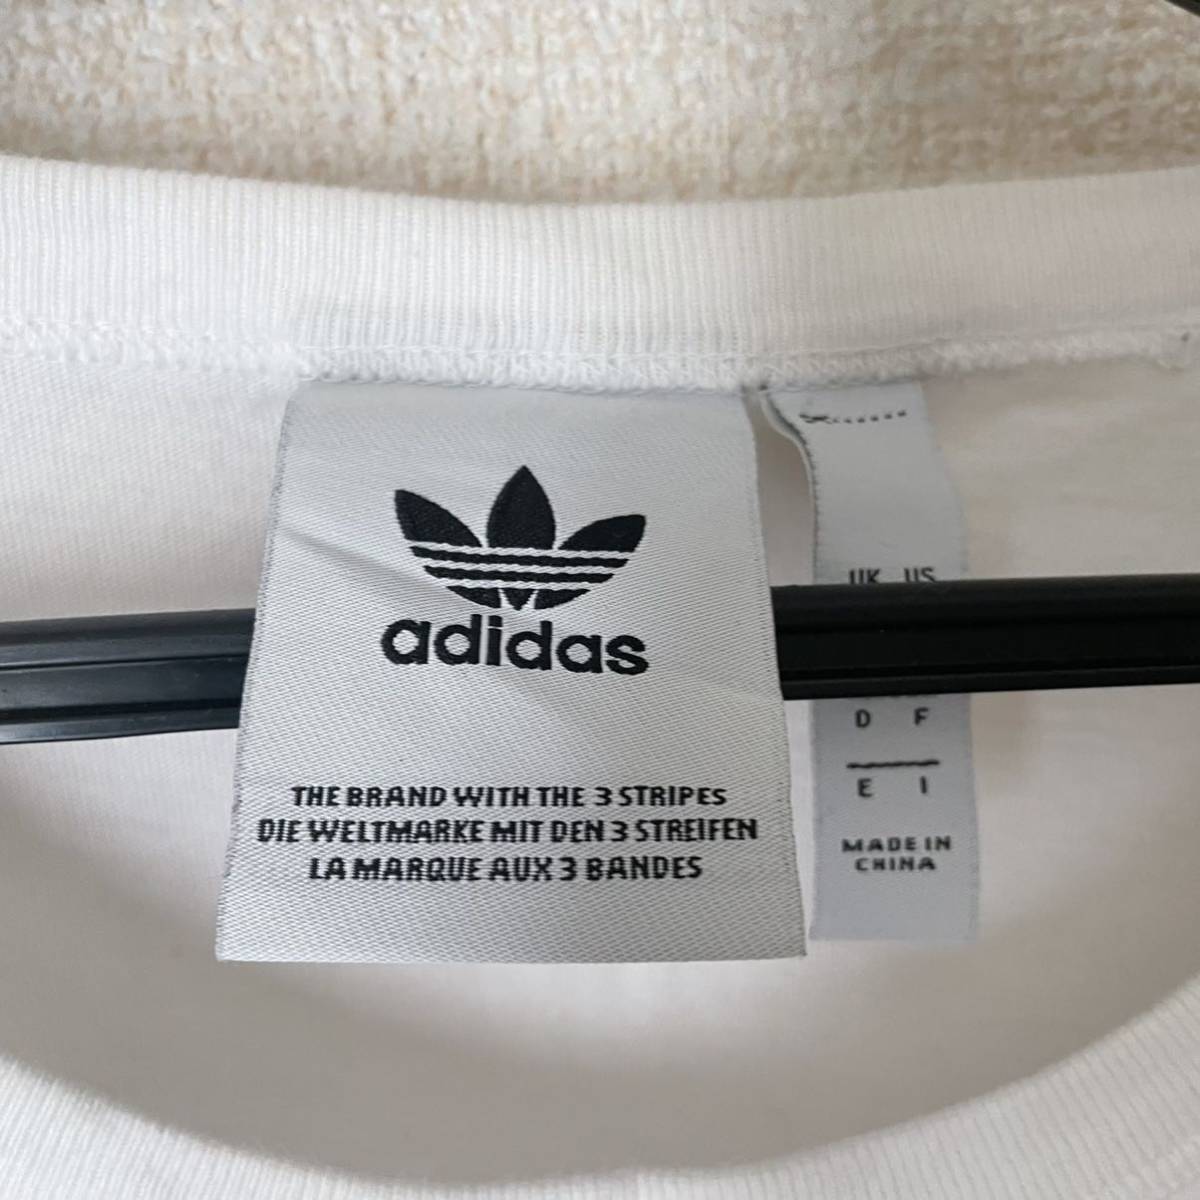 adidas
THE BRAND WITH THE 3 STRIPES
DIE WELTMARKE MIT DEN 3 STREIFEN
LA MARQUE AUX 3 BANDES
UK US
D F
E I
MADE IN
CHINA